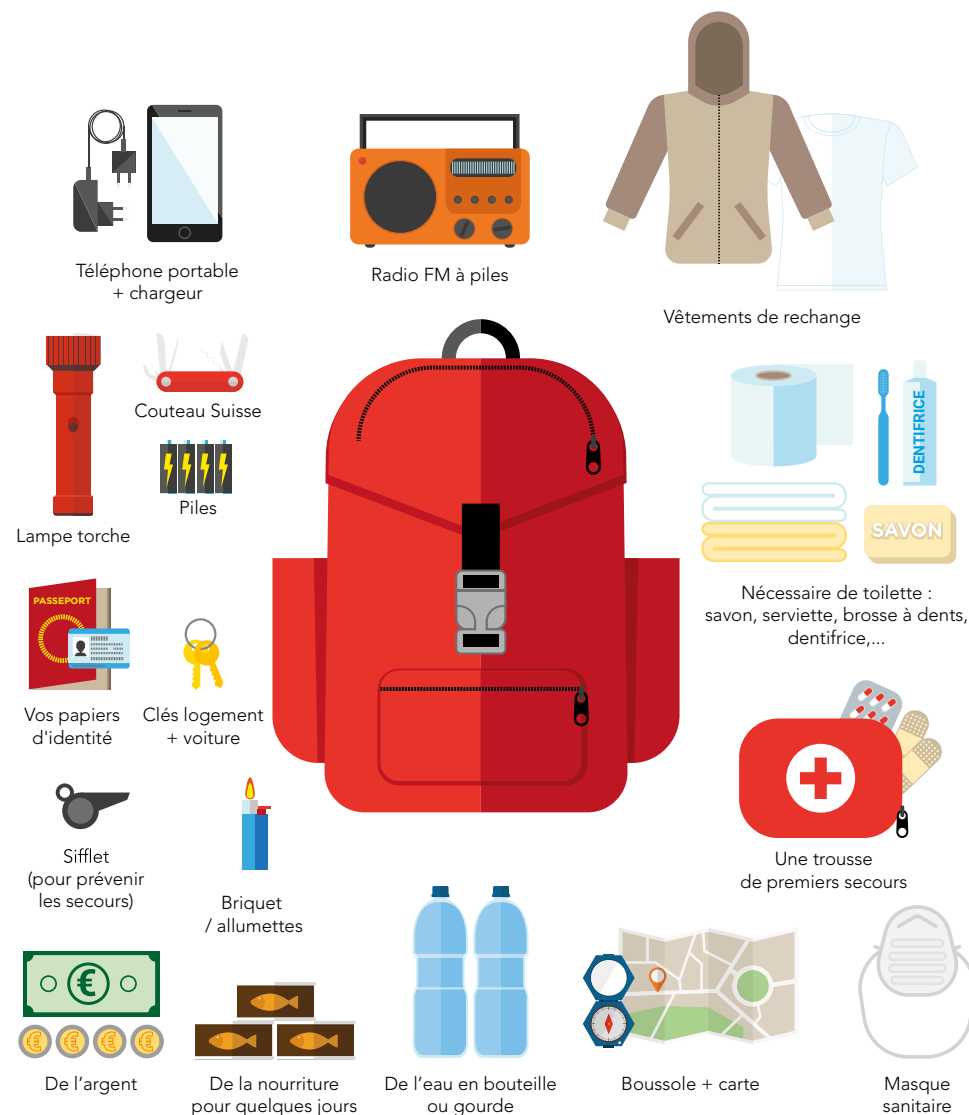 Téléphone portable
+ chargeur
Radio FM à piles
Vêtements de rechange
Couteau Suisse
Piles
Lampe torche
DENTIFRICE
SAVON
Nécessaire de toilette :
savon, serviette, brosse à dents,
dentifrice,...
PASSEPORT
Vos papiers
d'identité
Clés logement
+ voiture
Sifflet
(pour prévenir
les secours)
Briquet
/ allumettes
Une trousse
de premiers secours
€
€ € € €
De l’argent
De la nourriture
pour quelques jours
De l’eau en bouteille
ou gourde
Boussole + carte
Masque
sanitaire